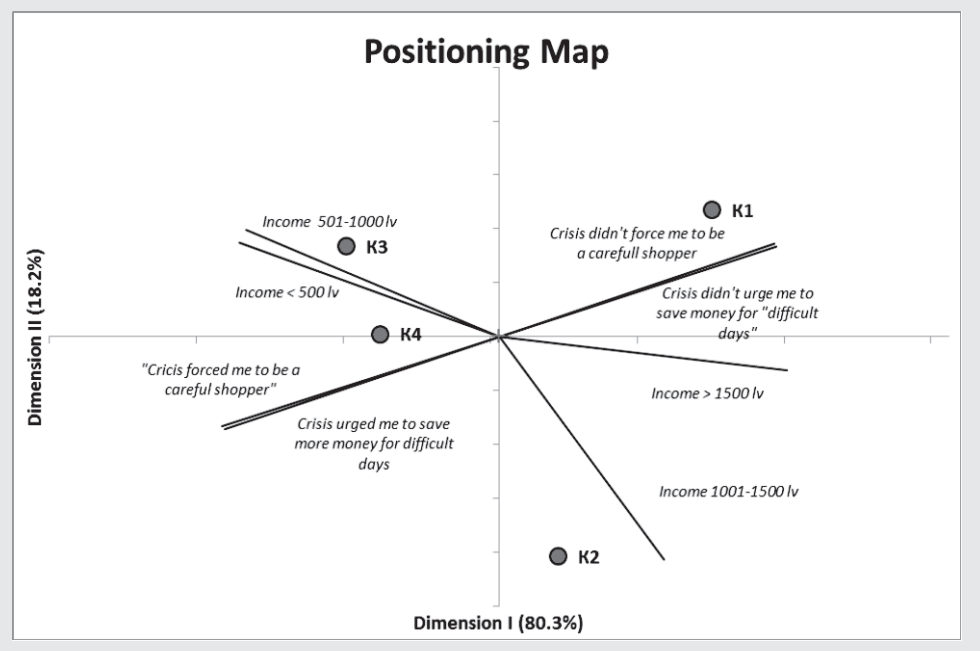 Positioning Map
Income 501-1000 lv
K3
K1
Crisis didn't force me to be
a carefull shopper
Income < 500 lv
Crisis didn't urge me to
save money for "difficult
days"
K4
Dimension II (18.2%)
"Cricis forced me to be a
careful shopper"
Income > 1500 lv
Crisis urged me to save
more money for difficult
days
Income 1001-1500 lv
K2
Dimension I (80.3%)